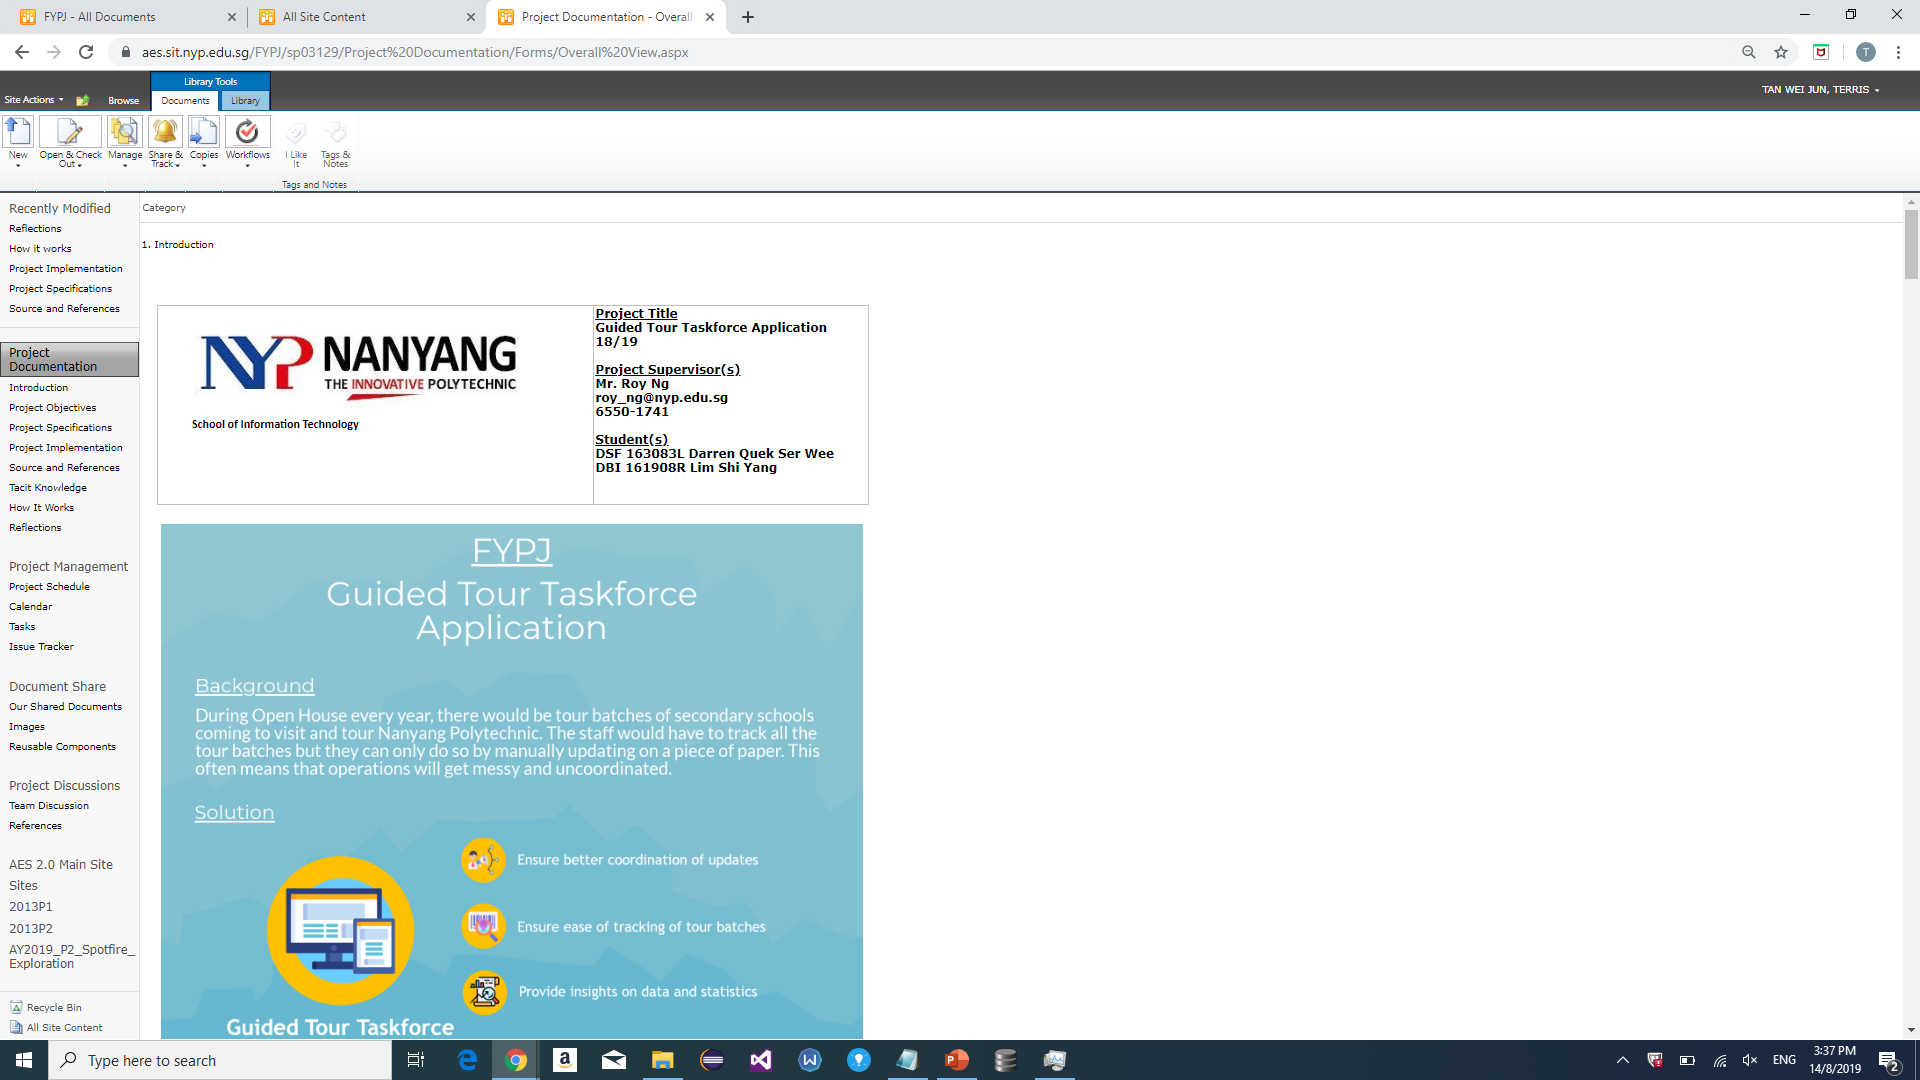 FYPJ - All Documents
All Site Content
Project Documentation - Overall
aes.sit.nyp.edu.sg/FYPJ/sp03129/Project%20Documentation/Forms/Overall%20View.aspx
T
Library Tools
Site Actions
Browse
Documents
Library
TAN WEI JUN, TERRIS
New
Open & Check Out
Manage
Share & Track
Copies
Workflows
I Like It
Tags & Notes
Tags and Notes
Recently Modified
Reflections
How it works
Project Implementation
Project Specifications
Source and References
Project Documentation
Introduction
Project Objectives
Project Specifications
Project Implementation
Source and References
Tacit Knowledge
How It Works
Reflections
Project Management
Project Schedule
Calendar
Tasks
Issue Tracker
Document Share
Our Shared Documents
Images
Reusable Components
Project Discussions
Team Discussion
References
AES 2.0 Main Site
Sites
2013P1
2013P2
AY2019_P2_Spotfire_
Exploration
Recycle Bin
All Site Content
Category
1. Introduction
NYP NANYANG
THE INNOVATIVE POLYTECHNIC
School of Information Technology
Project Title
Guided Tour Taskforce Application
18/19
Project Supervisor(s)
Mr. Roy Ng
roy_ng@nyp.edu.sg
6550-1741
Student(s)
DSF 163083L Darren Quek Ser Wee
DBI 161908R Lim Shi Yang
FYPJ
Guided Tour Taskforce
Application
Background
During Open House every year, there would be tour batches of secondary schools
coming to visit and tour Nanyang Polytechnic. The staff would have to track all the
tour batches but they can only do so by manually updating on a piece of paper. This
often means that operations will get messy and uncoordinated.
Solution
Ensure better coordination of updates
Ensure ease of tracking of tour batches
Provide insights on data and statistics
Guided Tour Taskforce
Type here to search
ENG
3:37 PM
14/8/2019
2